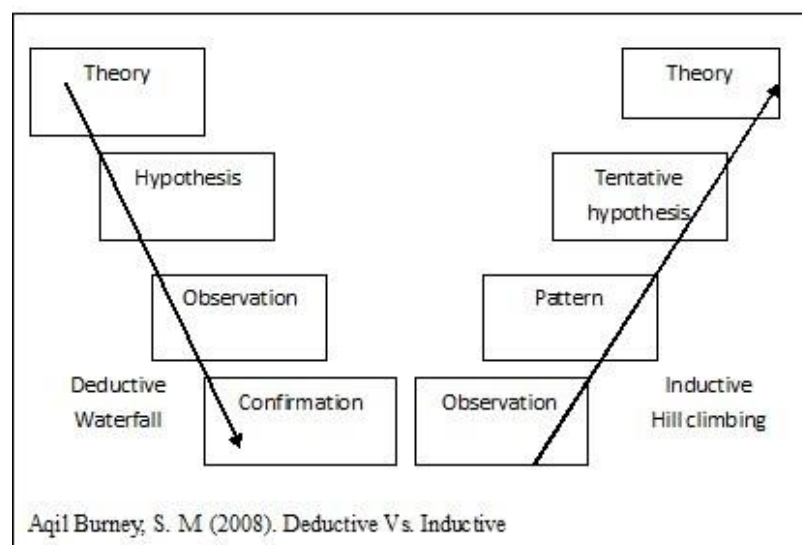 Theory
Hypothesis
Observation
Confirmation
Deductive
Waterfall
Theory
Tentative
hypothesis
Pattern
Observation
Inductive
Hill climbing
Aqil Burney, S. M (2008). Deductive Vs. Inductive